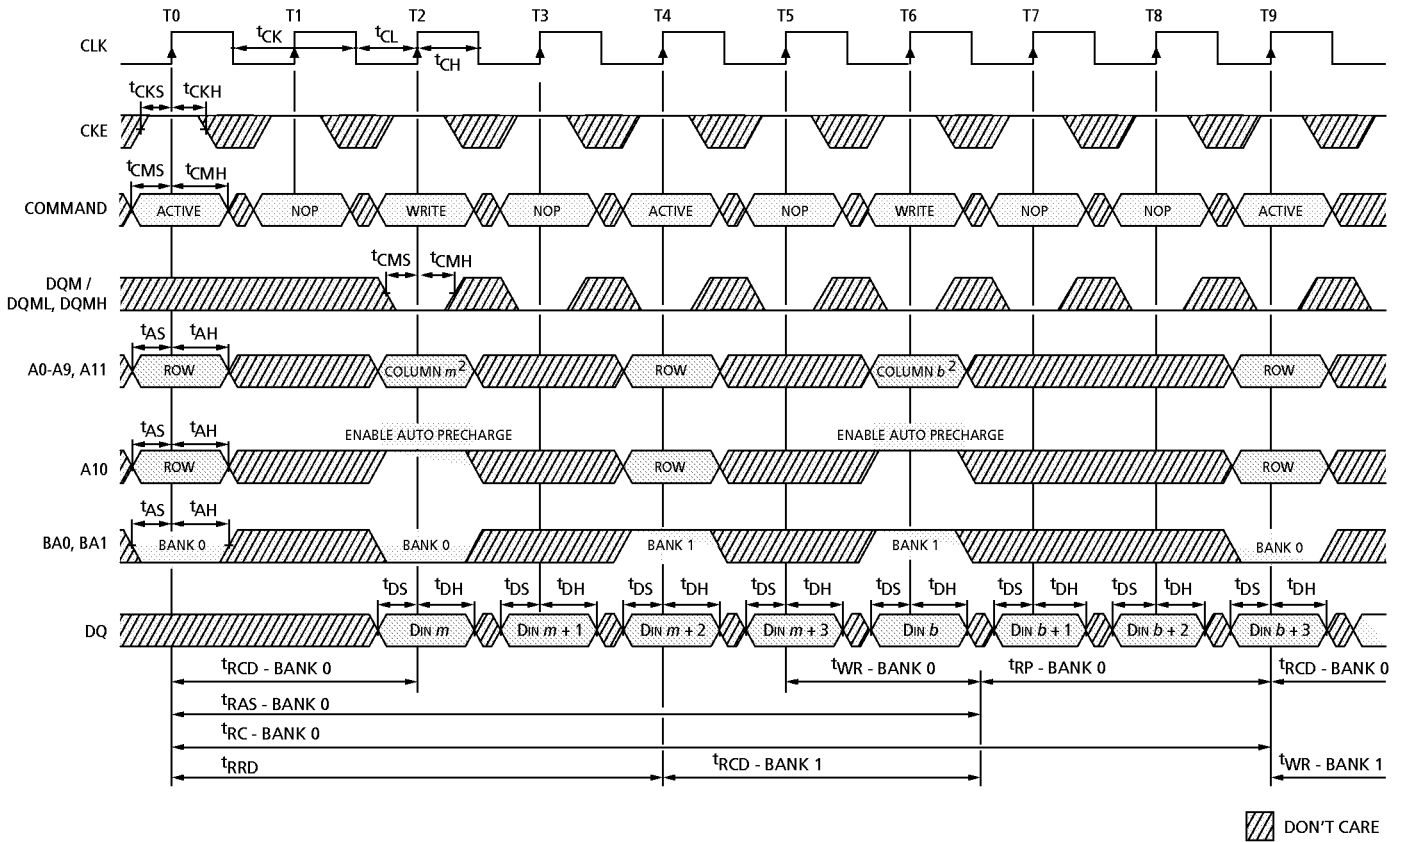 T0 T1 T2 T3 T4 T5 T6 T7 T8 T9
CLK tCK tCL tCH
tCKS tCKH
CKE
tCMS tCMH
COMMAND ACTIVE NOP WRITE NOP ACTIVE NOP WRITE NOP NOP ACTIVE
tCMS tCMH
DQM /
DQML, DQMH
tAS tAH
A0-A9, A11 ROW COLUMN m2 ROW COLUMN b2 ROW
tAS tAH
ENABLE AUTO PRECHARGE ENABLE AUTO PRECHARGE
A10 ROW ROW ROW
tAS tAH
BA0, BA1 BANK 0 BANK 0 BANK 1 BANK 1 BANK 0
tDS tDH tDS tDH tDS tDH tDS tDH tDS tDH tDS tDH tDS tDH tDS tDH
DQ DIN m DIN m + 1 DIN m + 2 DIN m + 3 DIN b DIN b + 1 DIN b + 2 DIN b + 3
tRCD - BANK 0 tWR - BANK 0 tRP - BANK 0 tRCD - BANK 0
tRAS - BANK 0
tRC - BANK 0
tRRD tRCD - BANK 1 tWR - BANK 1
DON'T CARE